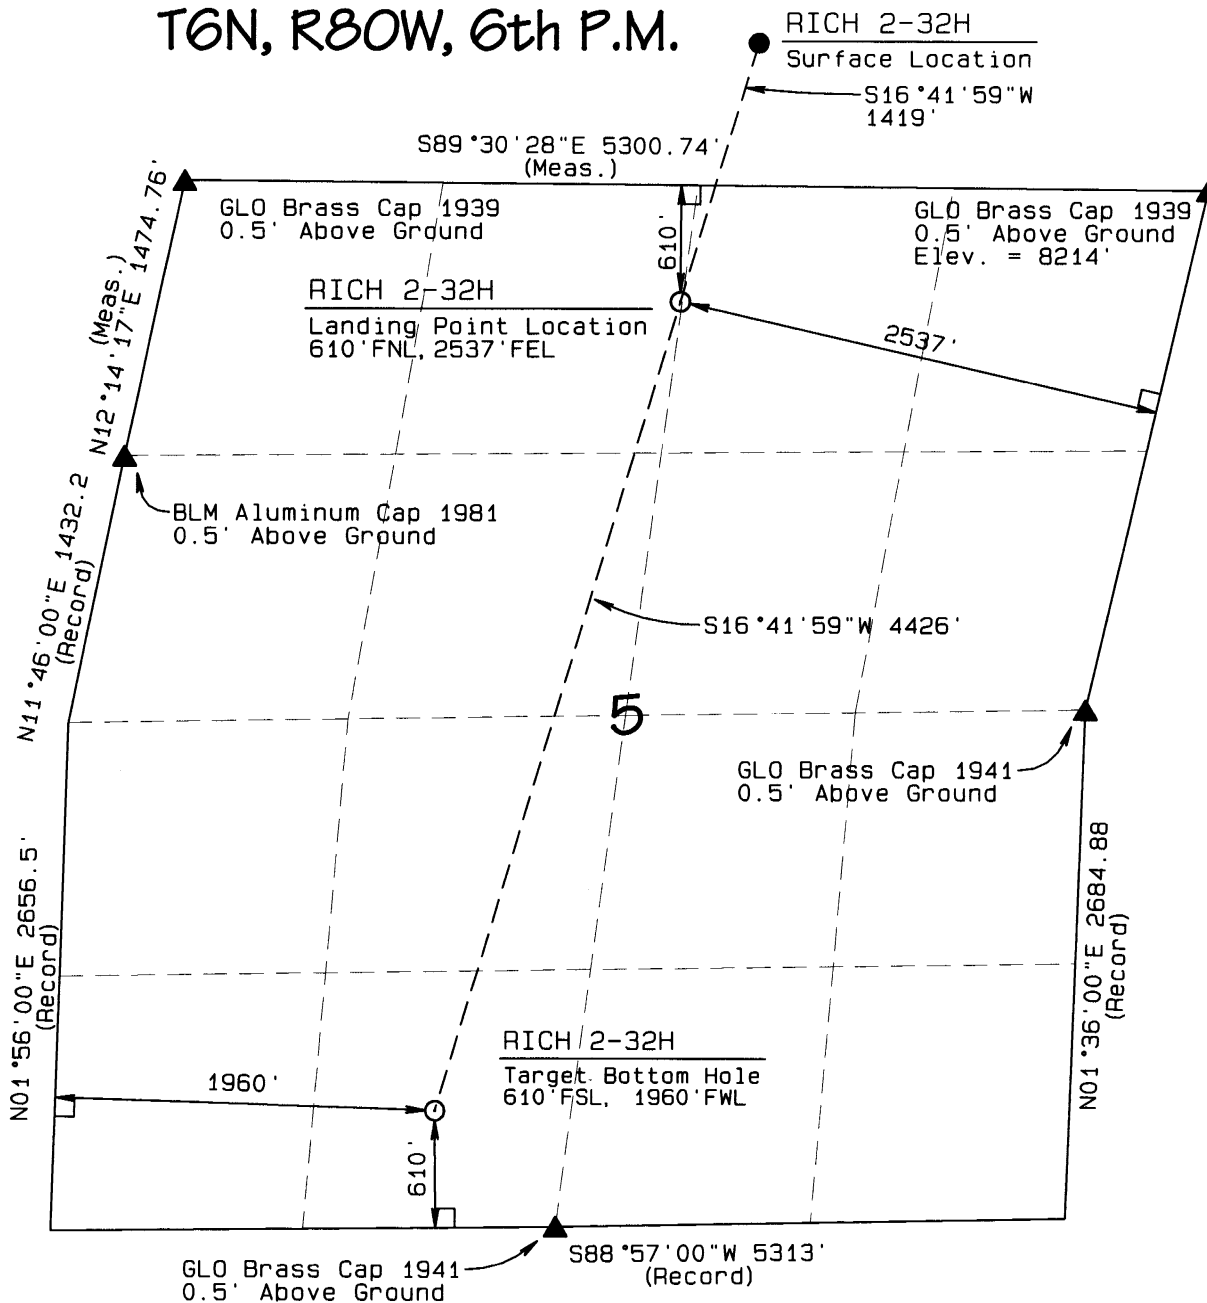 T6N, R80W, 6th P.M.
RICH 2-32H
Surface Location
S16°41'59"W
1419'
S89°30'28"E 5300.74'
(Meas.)
N12°14'17"E 1474.76'
(Meas.)
GLO Brass Cap 1939
0.5' Above Ground
610'
GLO Brass Cap 1939
0.5' Above Ground
Elev. = 8214'
RICH 2-32H
Landing Point Location
610'FNL, 2537'FEL
2537'
BLM Aluminum Cap 1981
0.5' Above Ground
N11°46'00"E 1432.2
(Record)
S16°41'59"W 4426'
5
GLO Brass Cap 1941
0.5' Above Ground
N01°56'00"E 2656.5'
(Record)
N01°36'00"E 2684.88
(Record)
RICH 2-32H
Target Bottom Hole
610'FSL, 1960'FWL
1960'
610'
GLO Brass Cap 1941
0.5' Above Ground
S88°57'00"W 5313'
(Record)